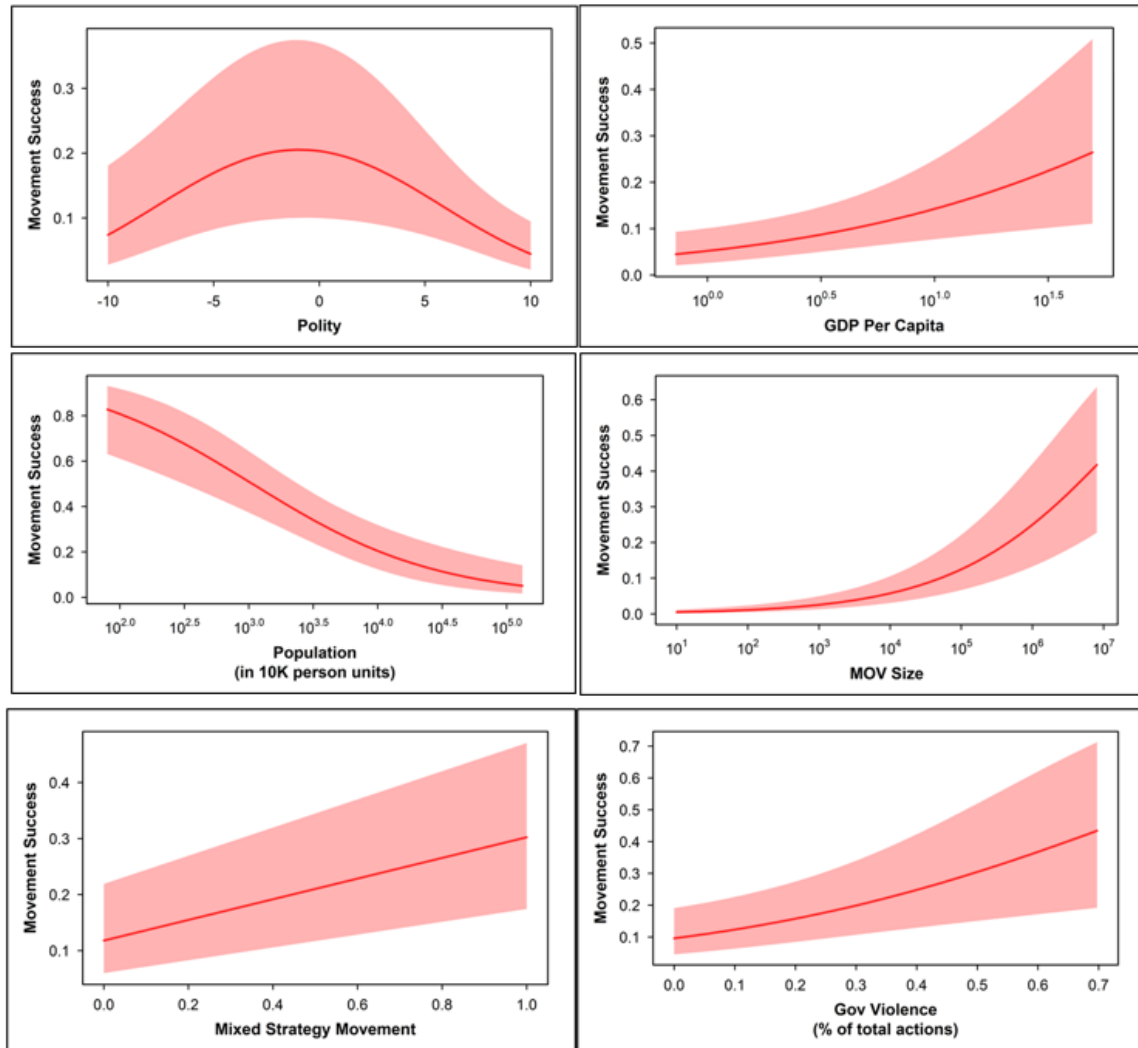 Movement Success
0.3
0.2
0.1
-10 -5 0 5 10
Polity
Movement Success
0.5
0.4
0.3
0.2
0.1
0.0
10^0.0 10^0.5 10^1.0 10^1.5
GDP Per Capita
Movement Success
0.8
0.6
0.4
0.2
0.0
10^2.0 10^2.5 10^3.0 10^3.5 10^4.0 10^4.5 10^5.0
Population
(in 10K person units)
Movement Success
0.6
0.5
0.4
0.3
0.2
0.1
0.0
10^1 10^2 10^3 10^4 10^5 10^6 10^7
MOV Size
Movement Success
0.4
0.3
0.2
0.1
0.0 0.2 0.4 0.6 0.8 1.0
Mixed Strategy Movement
Movement Success
0.7
0.6
0.5
0.4
0.3
0.2
0.1
0.0 0.1 0.2 0.3 0.4 0.5 0.6 0.7
Gov Violence
(% of total actions)